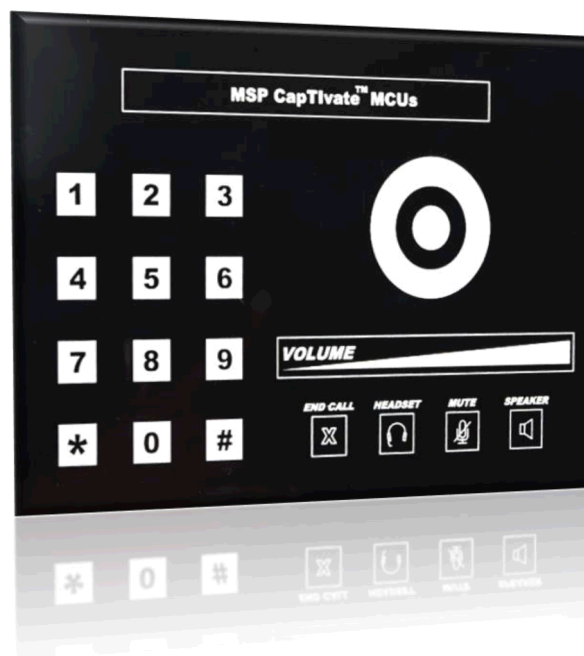 MSP CapTIvate™ MCUs
1 2 3
4 5 6
7 8 9
* 0 #
VOLUME
END CALL HEADSET MUTE SPEAKER
X